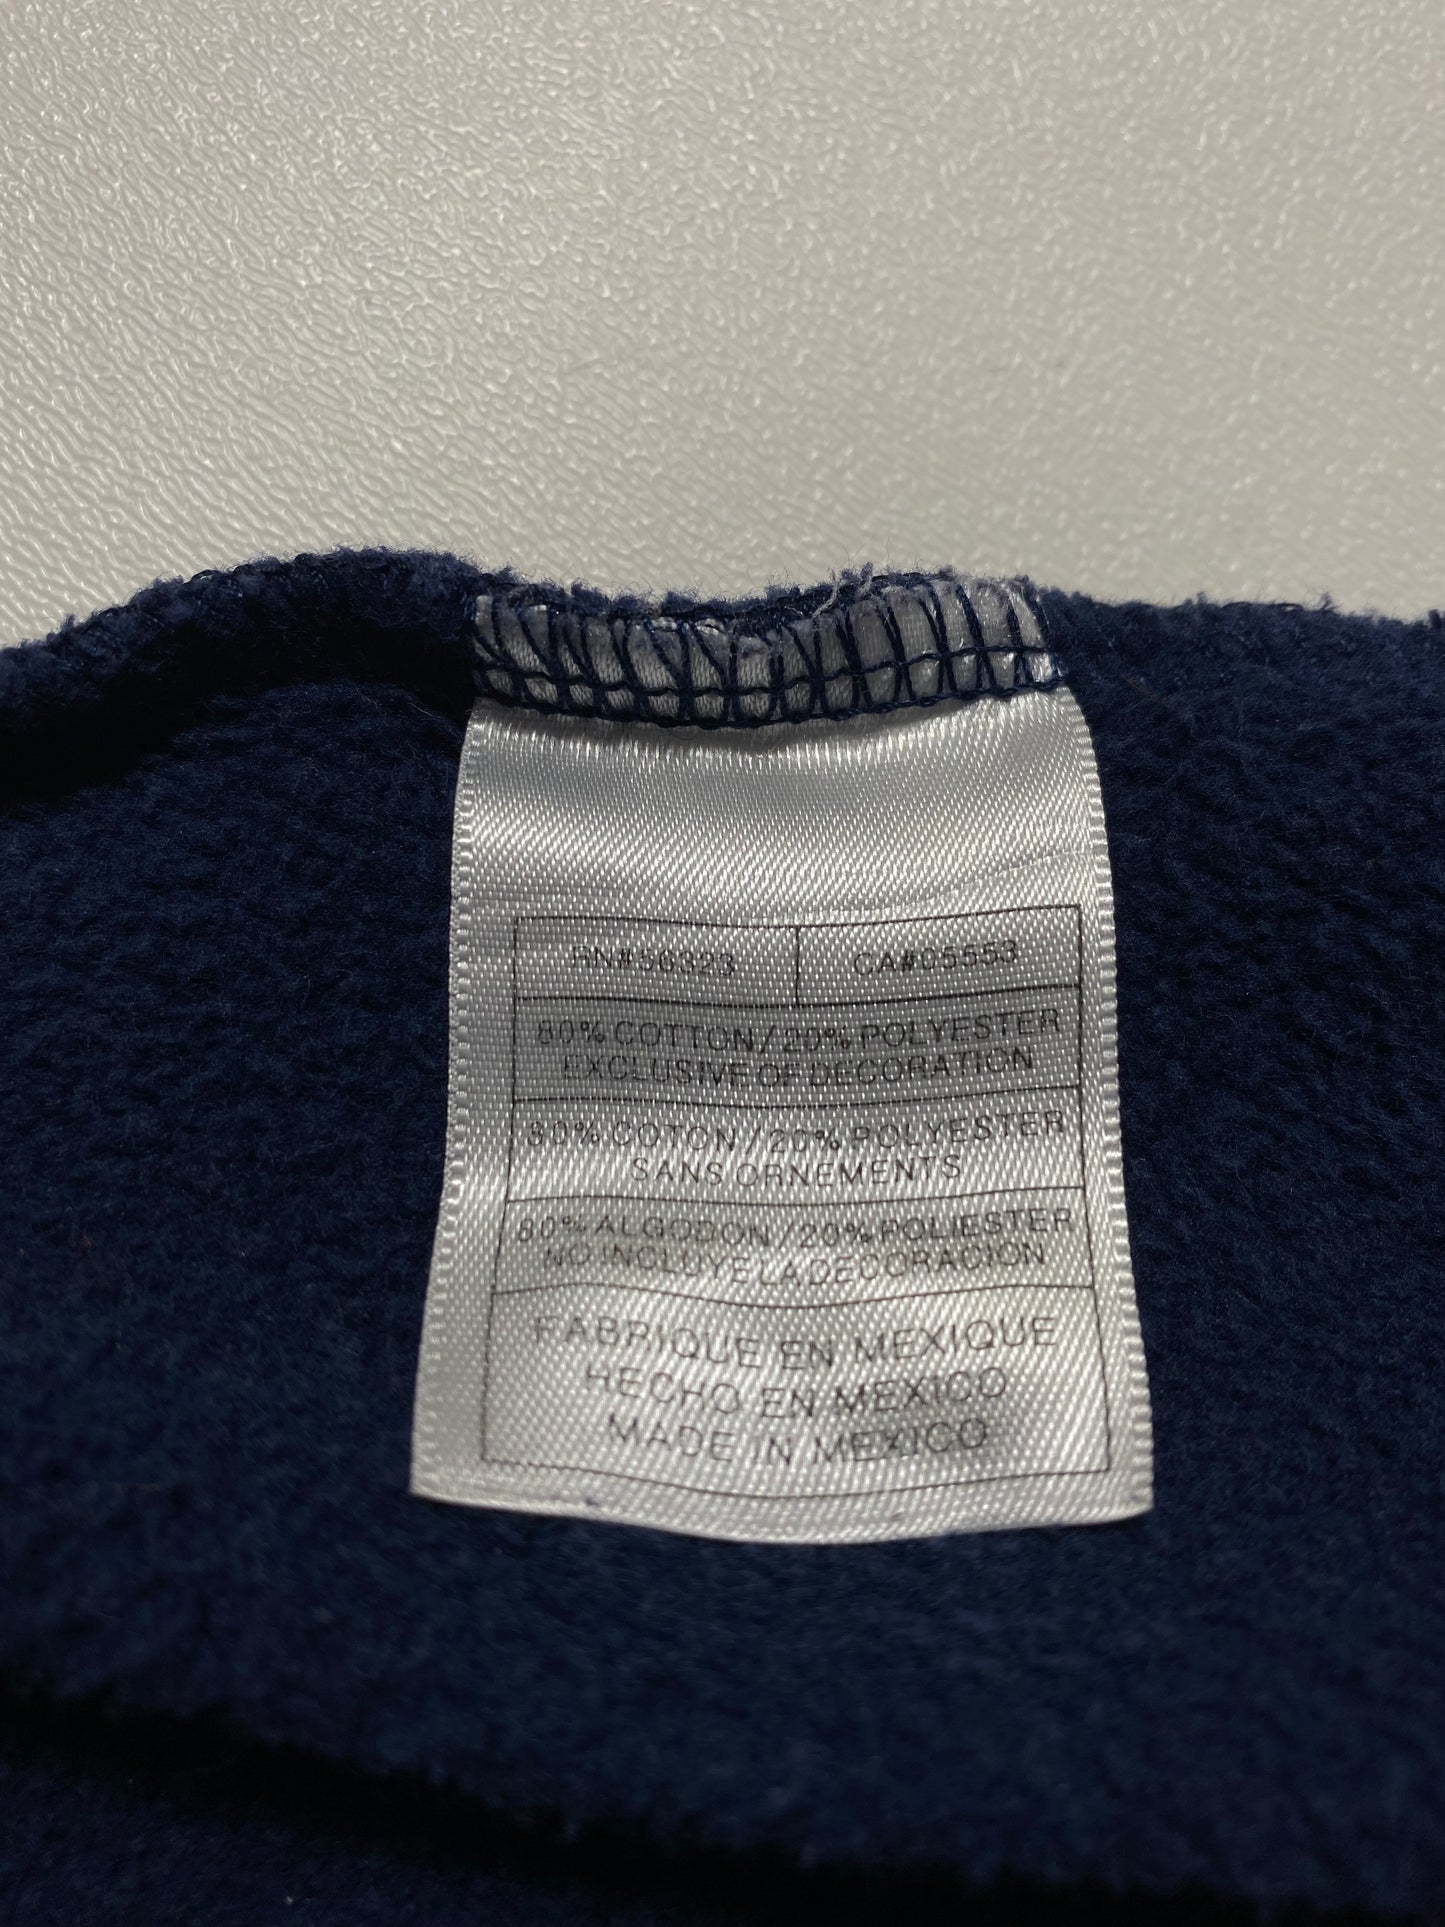 RN#56323 CA#05553
80% COTTON/20% POLYESTER
EXCLUSIVE OF DECORATION
80% COTON/20% POLYESTER
SANS ORNEMENTS
80% ALGODON/20% POLIESTER
NO INCLUYE LA DECORACION
FABRIQUE EN MEXIQUE
HECHO EN MEXICO
MADE IN MEXICO